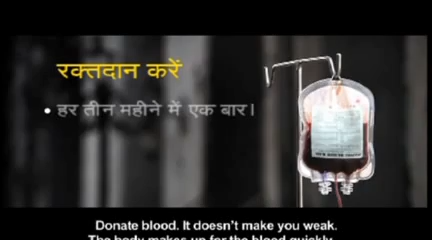 रक्तदान करें
• हर तीन महीने में एक बार।
Donate blood. It doesn't make you weak.
The body makes up for the blood quickly.